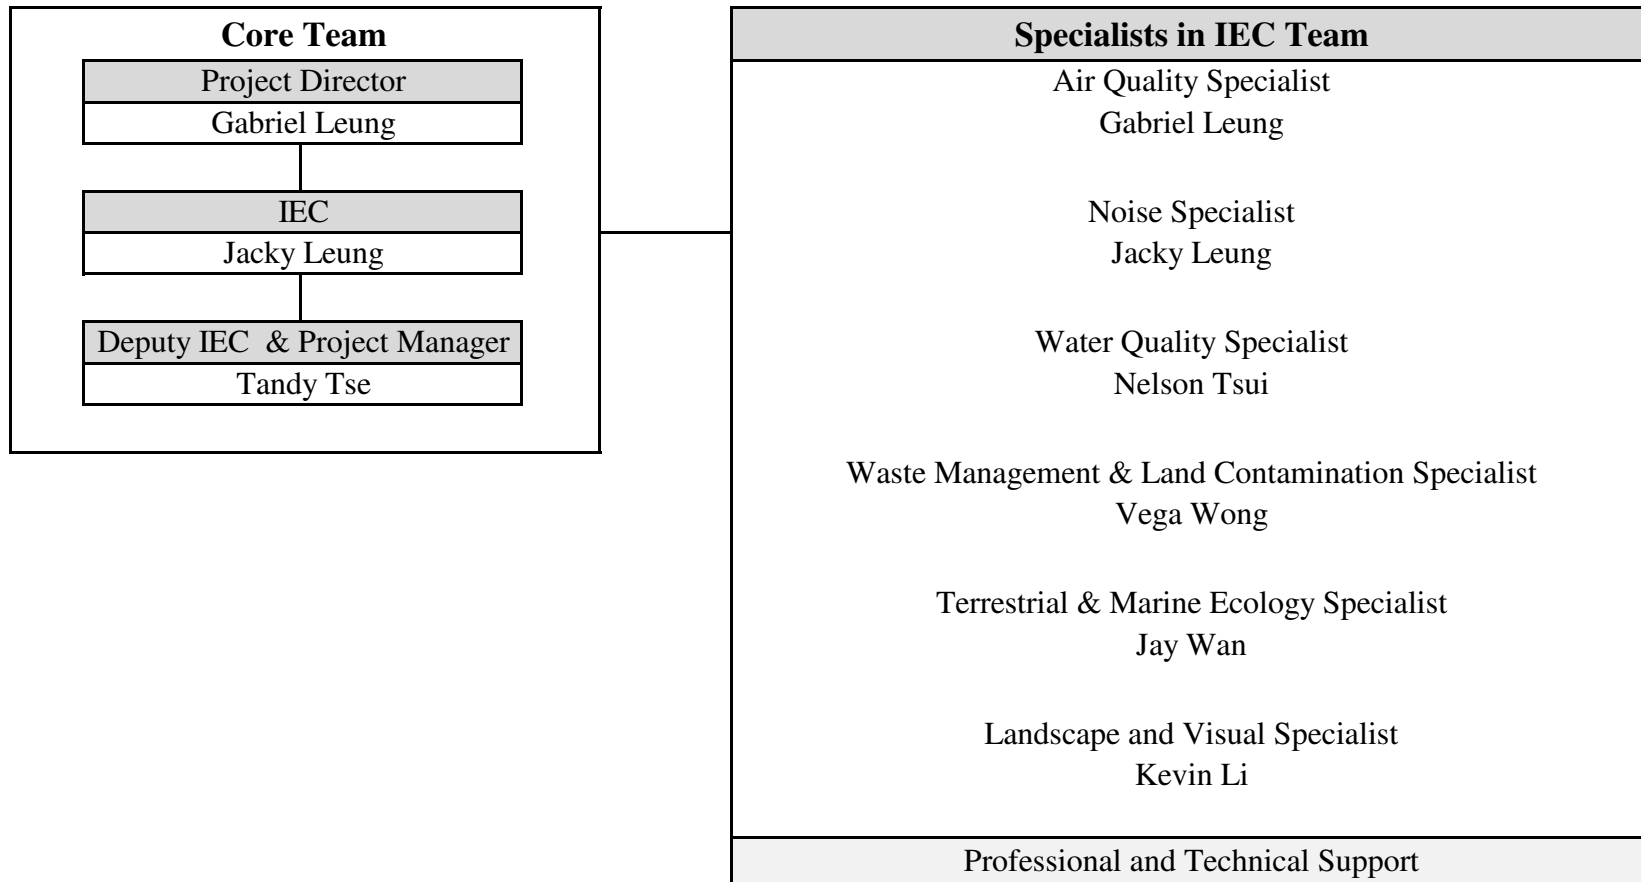 Core Team
Project Director
Gabriel Leung
IEC
Jacky Leung
Deputy IEC  & Project Manager
Tandy Tse
Specialists in IEC Team
Air Quality Specialist
Gabriel Leung
Noise Specialist
Jacky Leung
Water Quality Specialist
Nelson Tsui
Waste Management & Land Contamination Specialist
Vega Wong
Terrestrial & Marine Ecology Specialist
Jay Wan
Landscape and Visual Specialist
Kevin Li
Professional and Technical Support